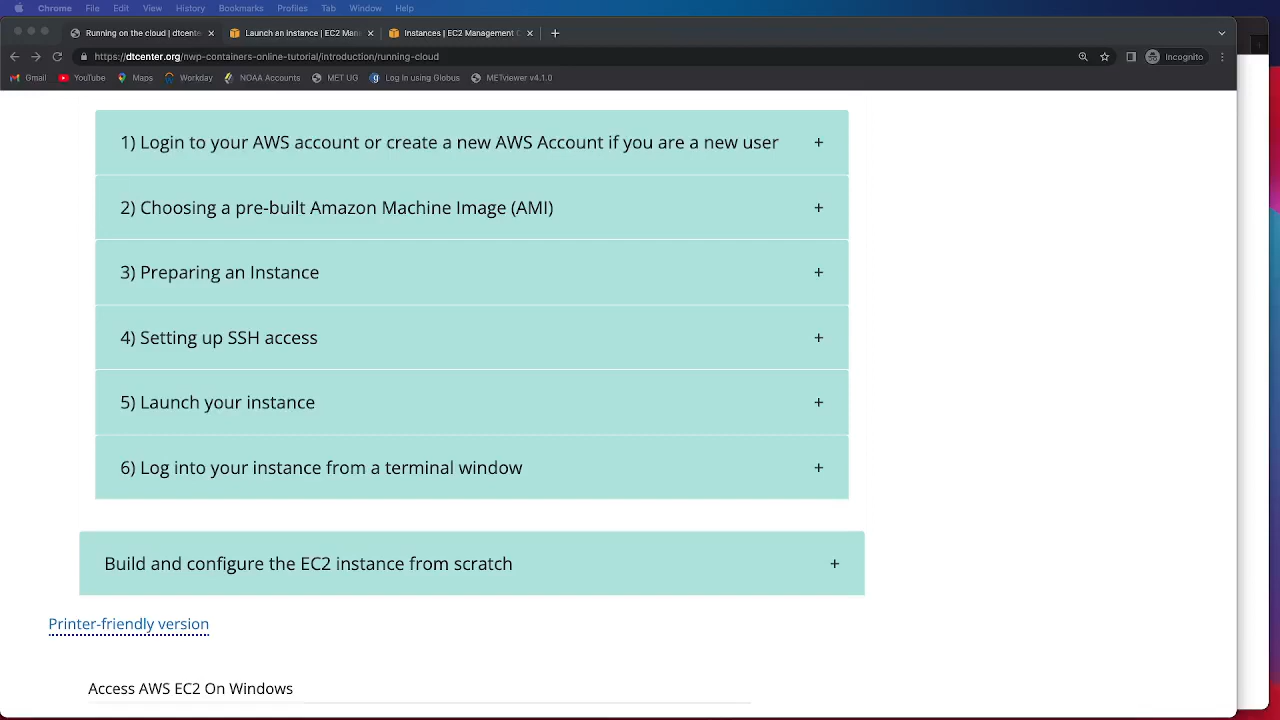 Chrome File Edit View History Bookmarks Profiles Tab Window Help
Running on the cloud | dtcente Launch an instance | EC2 Man Instances | EC2 Management C
https://dtcenter.org/nwp-containers-online-tutorial/introduction/running-cloud Incognito
Gmail YouTube Maps Workday NOAA Accounts MET UG Log in using Globus METviewer v4.1.0
1) Login to your AWS account or create a new AWS Account if you are a new user +
2) Choosing a pre-built Amazon Machine Image (AMI) +
3) Preparing an Instance +
4) Setting up SSH access +
5) Launch your instance +
6) Log into your instance from a terminal window +
Build and configure the EC2 instance from scratch +
Printer-friendly version
Access AWS EC2 On Windows